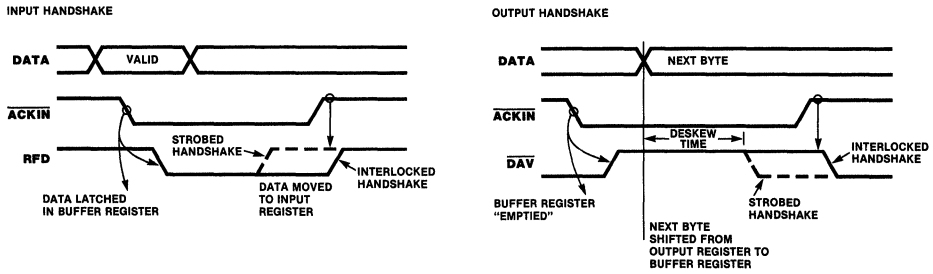 INPUT HANDSHAKE
DATA
VALID
ACKIN
RFD
STROBED
HANDSHAKE
INTERLOCKED
HANDSHAKE
DATA LATCHED
IN BUFFER REGISTER
DATA MOVED
TO INPUT
REGISTER
OUTPUT HANDSHAKE
DATA
NEXT BYTE
ACKIN
DESKEW
TIME
DAV
INTERLOCKED
HANDSHAKE
BUFFER REGISTER
“EMPTIED”
STROBED
HANDSHAKE
NEXT BYTE
SHIFTED FROM
OUTPUT REGISTER TO
BUFFER REGISTER